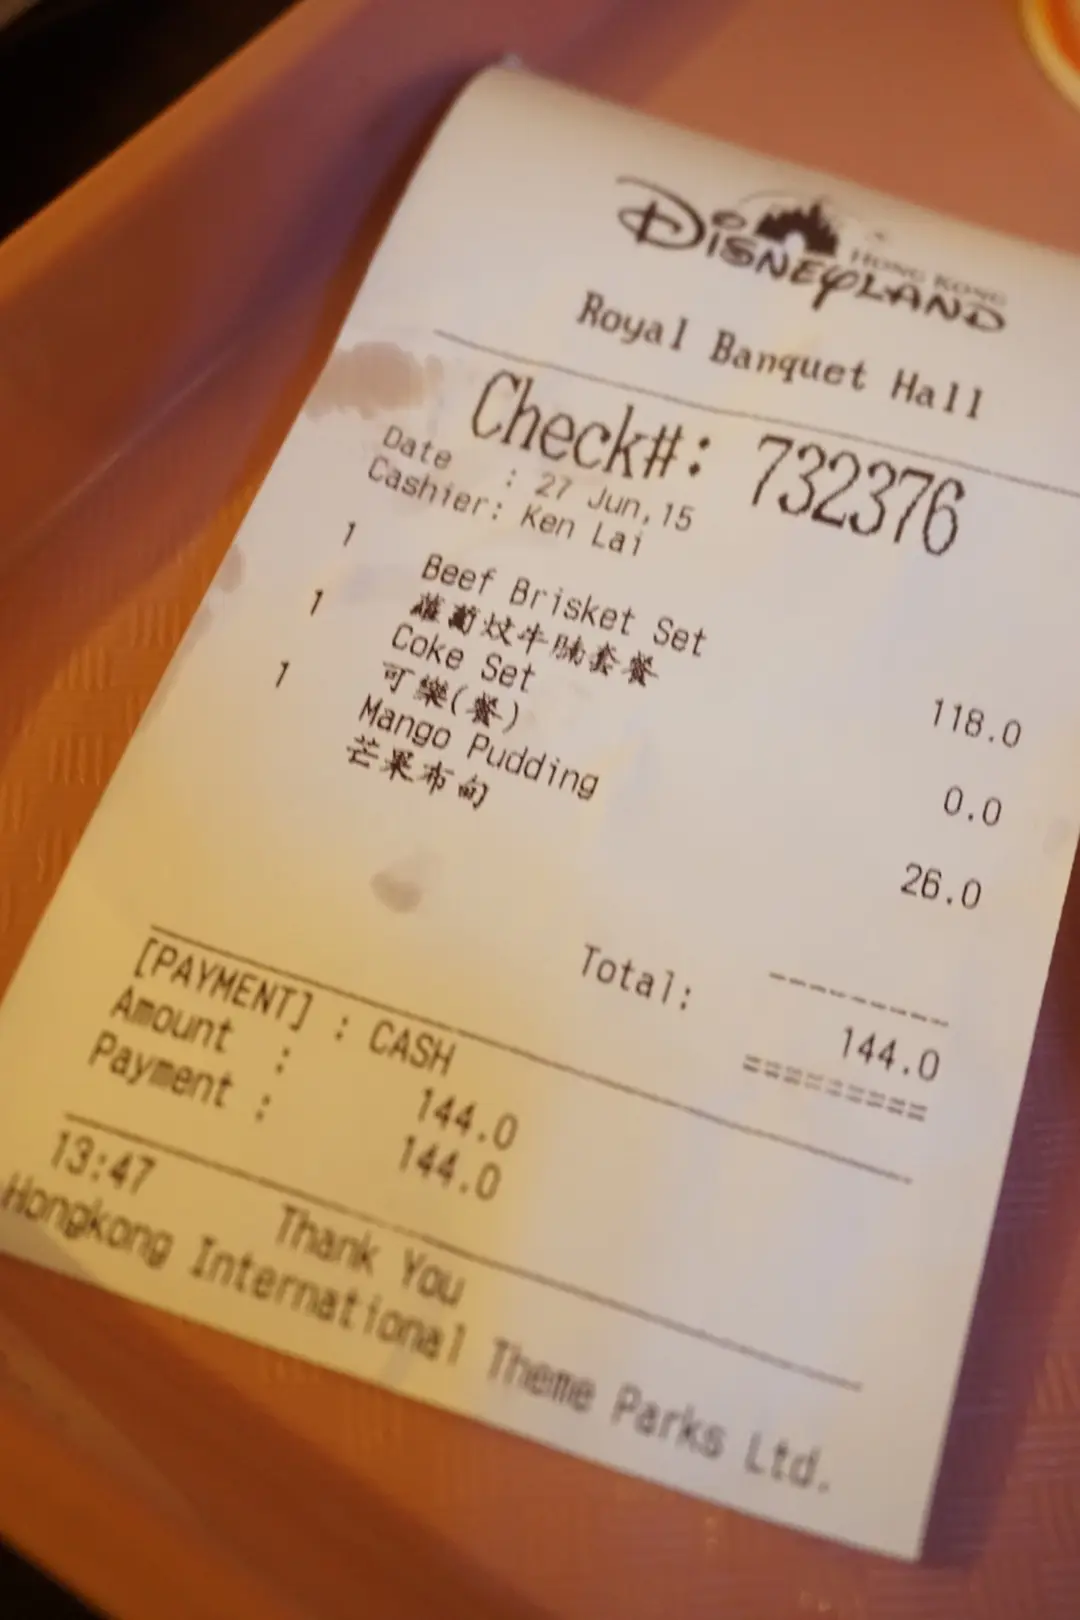 Disneyland
HONG KONG
Royal Banquet Hall
Check#: 732376
Date : 27 Jun,15
Cashier: Ken Lai
1 Beef Brisket Set
蘿蔔炆牛腩套餐 118.0
1 Coke Set
可樂(餐) 0.0
1 Mango Pudding
芒果布甸 26.0
---------
Total: 144.0
=========
[PAYMENT] : CASH
Amount : 144.0
Payment : 144.0
13:47
Thank You
Hongkong International Theme Parks Ltd.